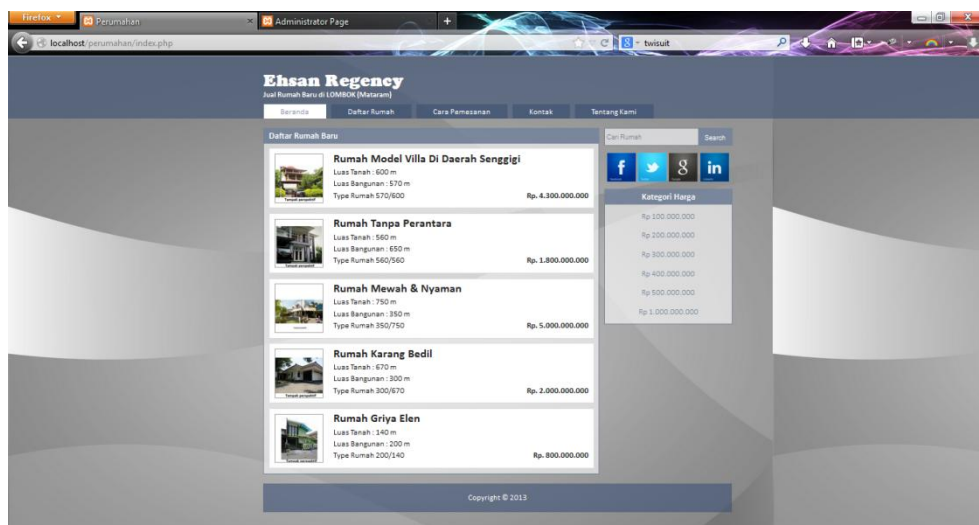 Firefox
Perumahan
Administrator Page
localhost/perumahan/index.php
twisuit
Ehsan Regency
Jual Rumah Baru di LOMBOK (Mataram)
Beranda Daftar Rumah Cara Pemesanan Kontak Tentang Kami
Daftar Rumah Baru
Rumah Model Villa Di Daerah Senggigi
Luas Tanah : 600 m
Luas Bangunan : 570 m
Type Rumah 570/600 Rp. 4.300.000.000
Tampak perspektif
Rumah Tanpa Perantara
Luas Tanah : 560 m
Luas Bangunan : 650 m
Type Rumah 560/560 Rp. 1.800.000.000
Tampak perspektif
Rumah Mewah & Nyaman
Luas Tanah : 750 m
Luas Bangunan : 350 m
Type Rumah 350/750 Rp. 5.000.000.000
Rumah Karang Bedil
Luas Tanah : 670 m
Luas Bangunan : 300 m
Type Rumah 300/670 Rp. 2.000.000.000
Tampak perspektif
Rumah Griya Elen
Luas Tanah : 140 m
Luas Bangunan : 200 m
Type Rumah 200/140 Rp. 800.000.000
Cari Rumah Search
f 8 in
Kategori Harga
Rp 100.000.000
Rp 200.000.000
Rp 300.000.000
Rp 400.000.000
Rp 500.000.000
Rp 1.000.000.000
Copyright © 2013